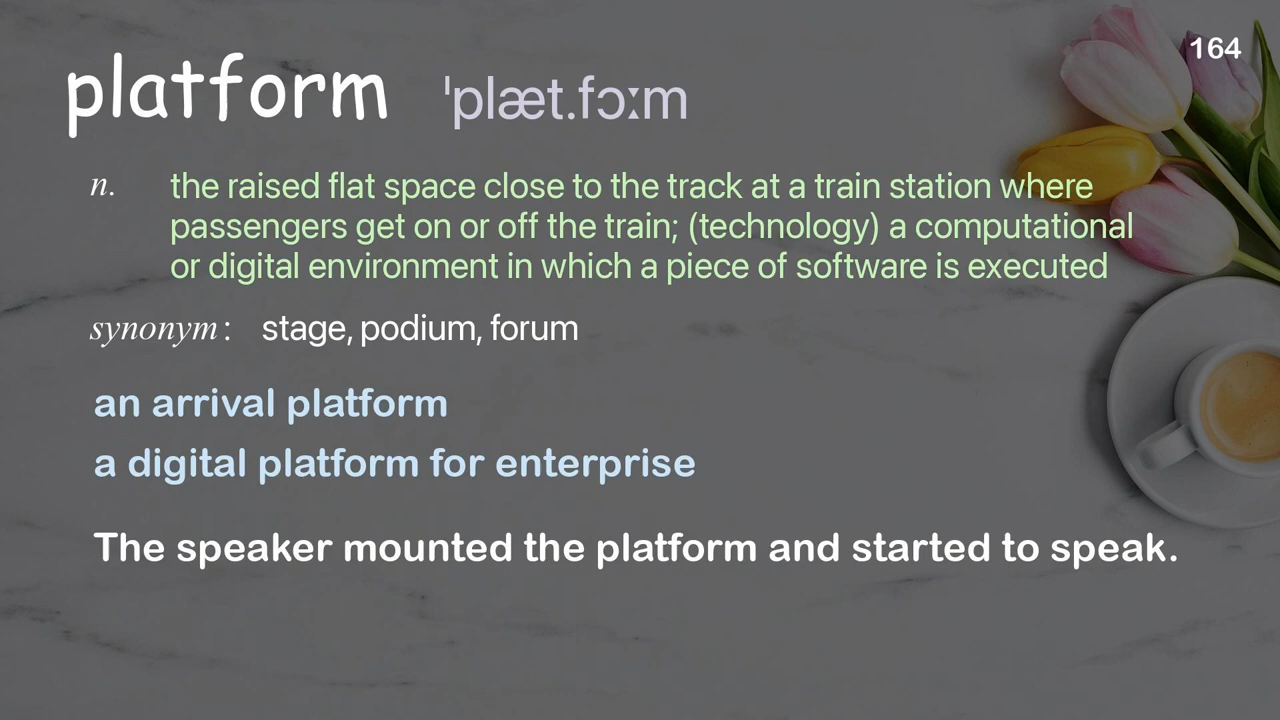 164
platform ˈplæt.fɔːm
n. the raised flat space close to the track at a train station where
passengers get on or off the train; (technology) a computational
or digital environment in which a piece of software is executed
synonym: stage, podium, forum
an arrival platform
a digital platform for enterprise
The speaker mounted the platform and started to speak.